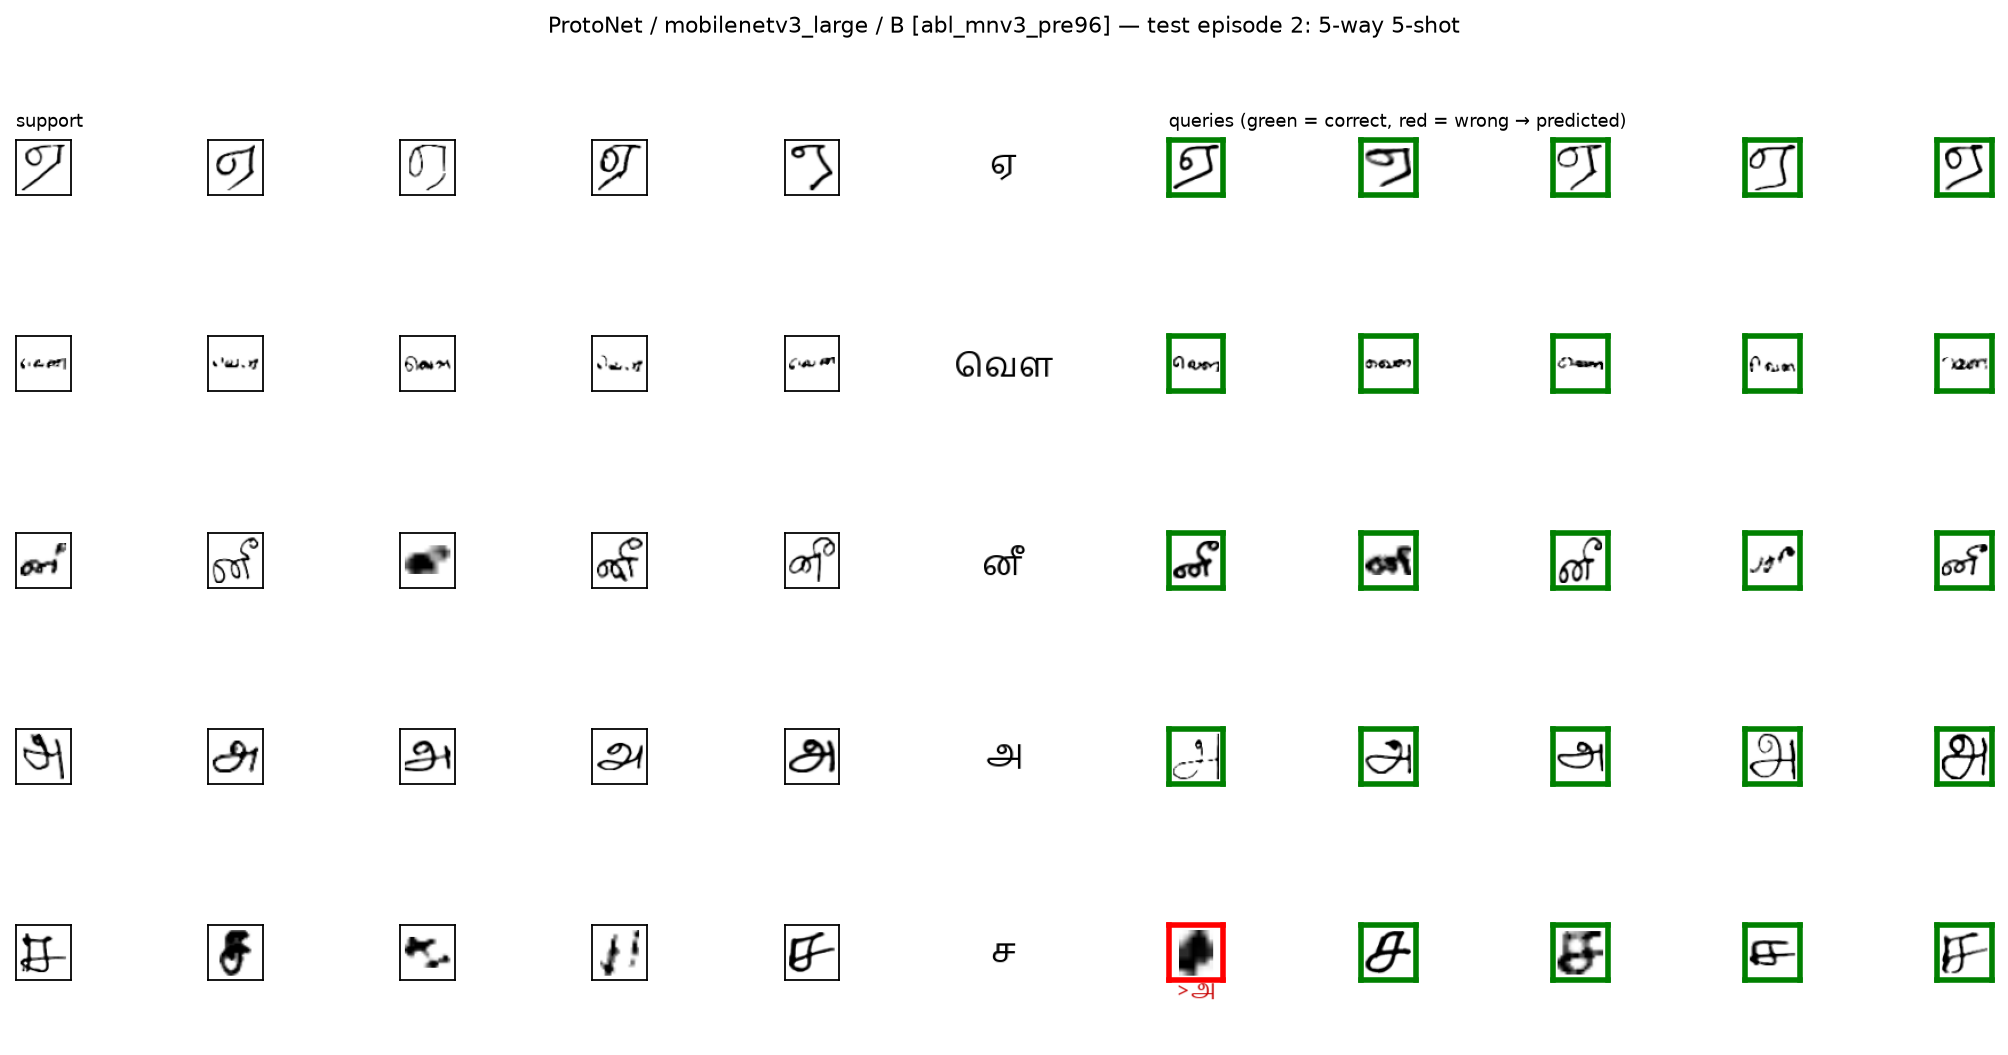 ProtoNet / mobilenetv3_large / B [abl_mnv3_pre96] — test episode 2: 5-way 5-shot
support queries (green = correct, red = wrong → predicted)
ஏ ஏ ஏ ஏ ஏ ஏ ஏ ஏ ஏ ஏ ஏ
வௌ வௌ வௌ வௌ
னீ னீ னீ னீ னீ னீ னீ
அ அ அ அ அ அ அ அ அ அ அ
ச ச ச ச ச ச ச ச
>அ